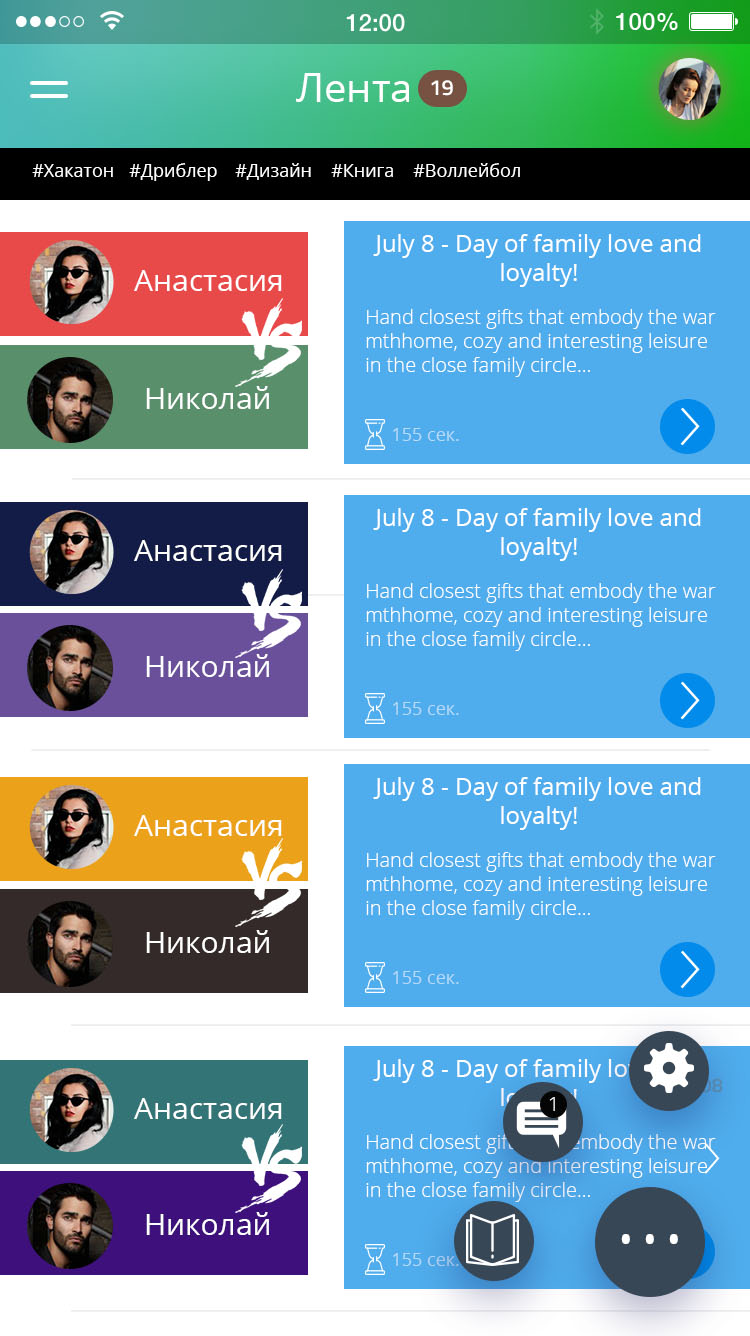 12:00
100%
Лента 19
#Хакатон #Дриблер #Дизайн #Книга #Воллейбол
Анастасия
VS
Николай
July 8 - Day of family love and
loyalty!
Hand closest gifts that embody the war
mthhome, cozy and interesting leisure
in the close family circle...
155 сек.
Анастасия
VS
Николай
July 8 - Day of family love and
loyalty!
Hand closest gifts that embody the war
mthhome, cozy and interesting leisure
in the close family circle...
155 сек.
Анастасия
VS
Николай
July 8 - Day of family love and
loyalty!
Hand closest gifts that embody the war
mthhome, cozy and interesting leisure
in the close family circle...
155 сек.
Анастасия
VS
Николай
July 8 - Day of family
1
Hand closest embody the war
mthhome, cozy and interesting leisure
in the close family circle...
155 сек.